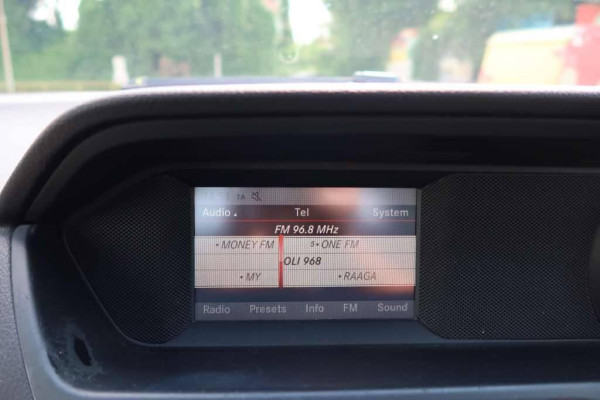 TA
Audio Tel System
FM 96.8 MHz
• MONEY FM 5• ONE FM
OLI 968
• MY • RAAGA
Radio Presets Info FM Sound